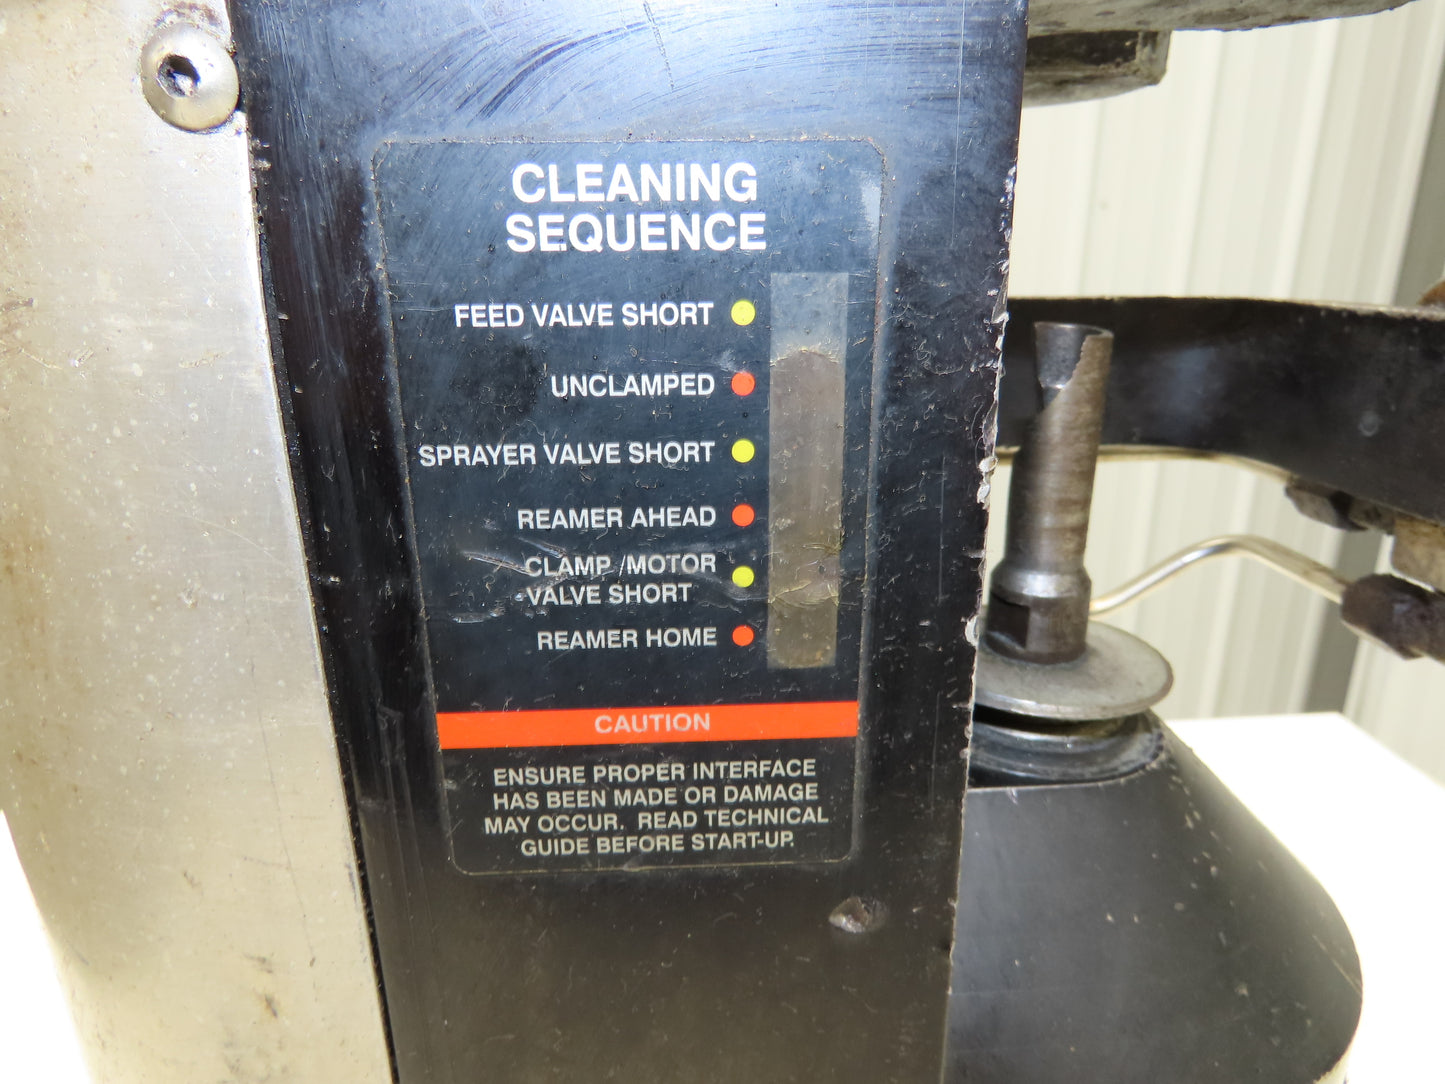 CLEANING
SEQUENCE
FEED VALVE SHORT
UNCLAMPED
SPRAYER VALVE SHORT
REAMER AHEAD
CLAMP /MOTOR
VALVE SHORT
REAMER HOME
CAUTION
ENSURE PROPER INTERFACE
HAS BEEN MADE OR DAMAGE
MAY OCCUR. READ TECHNICAL
GUIDE BEFORE START-UP.